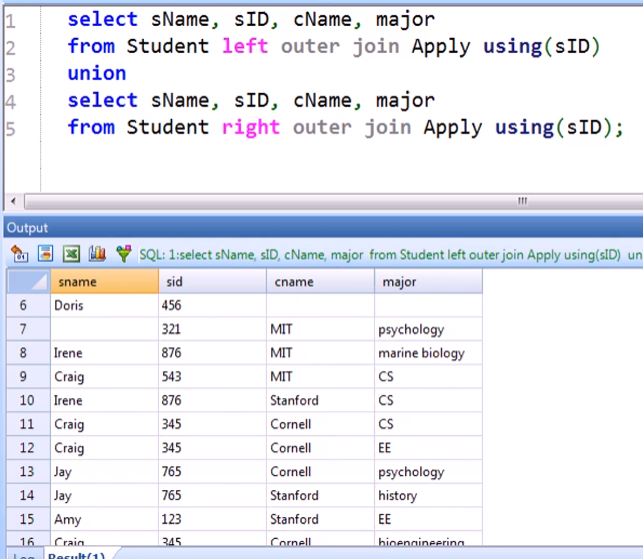 1 select sName, sID, cName, major
2 from Student left outer join Apply using(sID)
3 union
4 select sName, sID, cName, major
5 from Student right outer join Apply using(sID);
Output
SQL: 1:select sName, sID, cName, major from Student left outer join Apply using(sID) un
sname sid cname major
6 Doris 456
7 321 MIT psychology
8 Irene 876 MIT marine biology
9 Craig 543 MIT CS
10 Irene 876 Stanford CS
11 Craig 345 Cornell CS
12 Craig 345 Cornell EE
13 Jay 765 Cornell psychology
14 Jay 765 Stanford history
15 Amy 123 Stanford EE
16 Craig 345 Cornell bioengineering
Log Result(1)